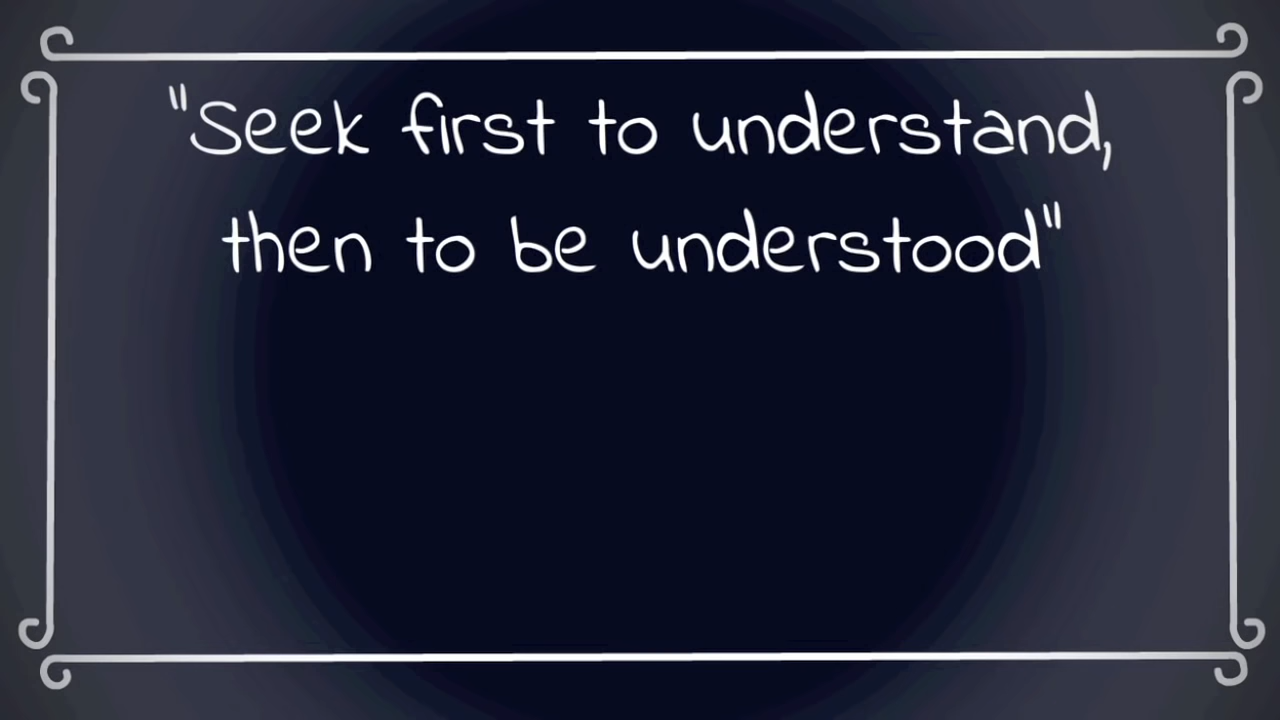 "Seek first to understand,
then to be understood"